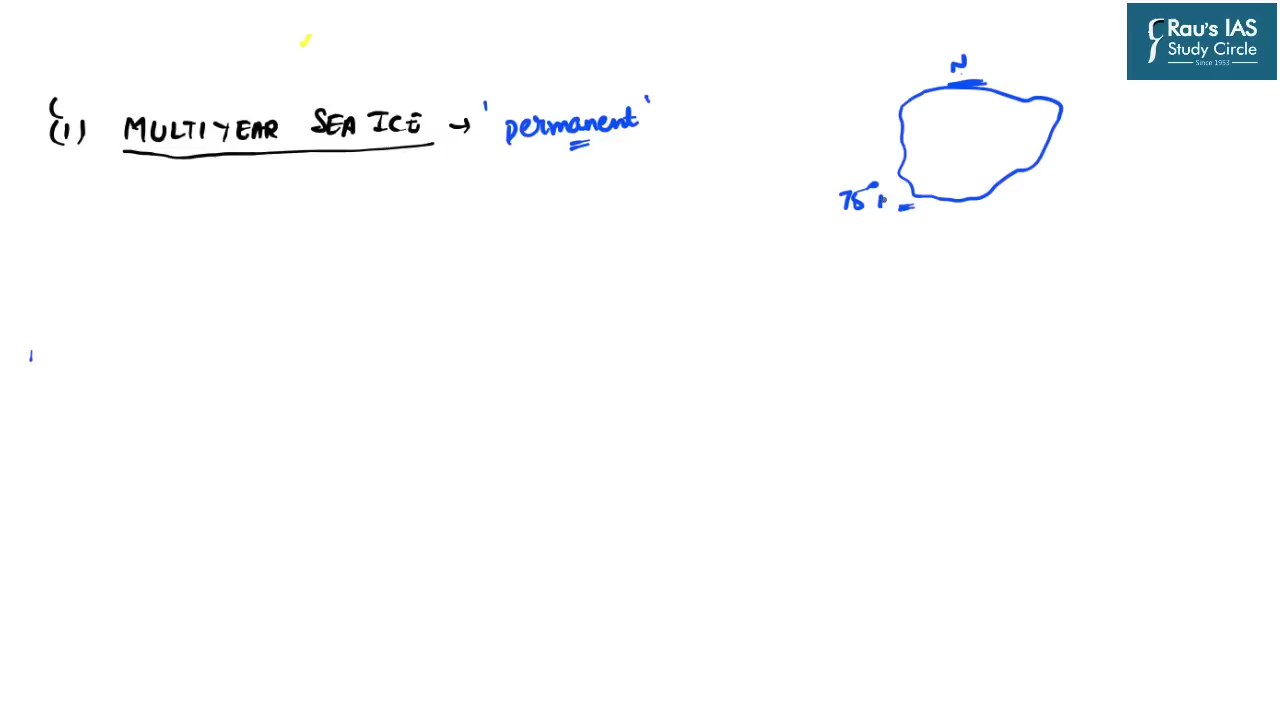 Rau's IAS
Study Circle
Since 1953
N
(1) MULTIYEAR SEA ICE → 'permanent'
75°